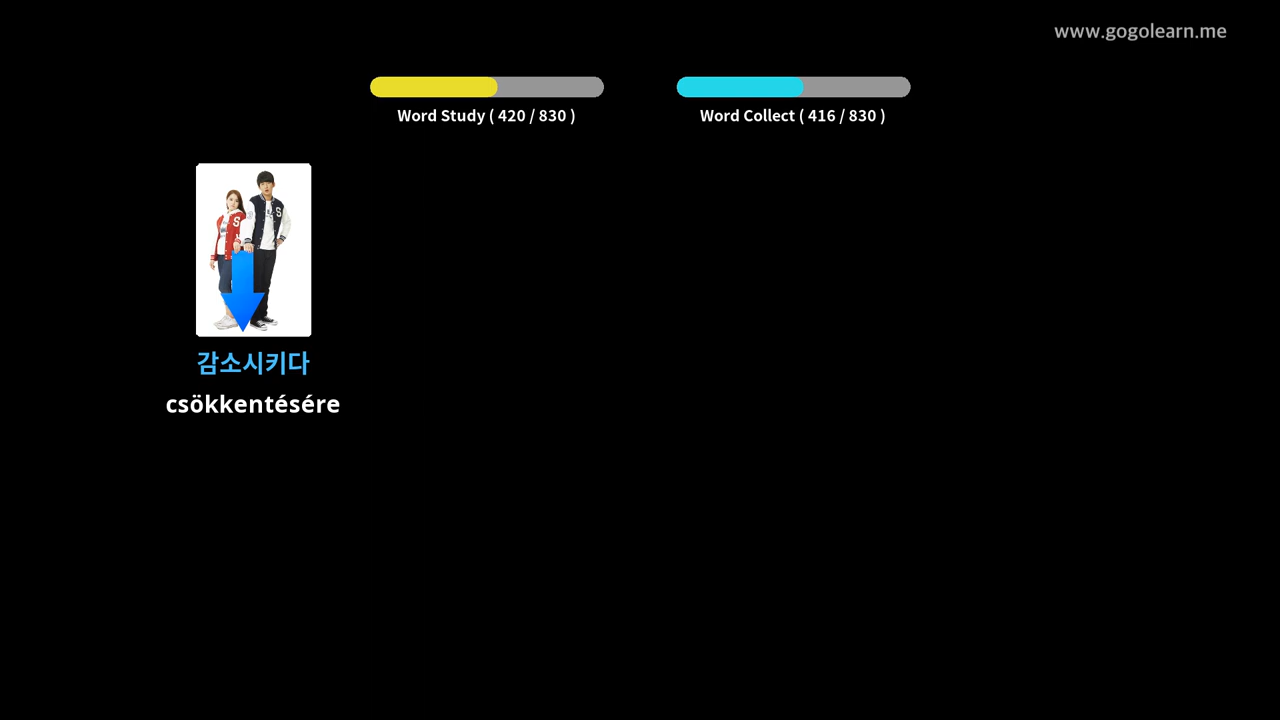 www.gogolearn.me
Word Study ( 420 / 830 )
Word Collect ( 416 / 830 )
S
S
감소시키다
csökkentésére